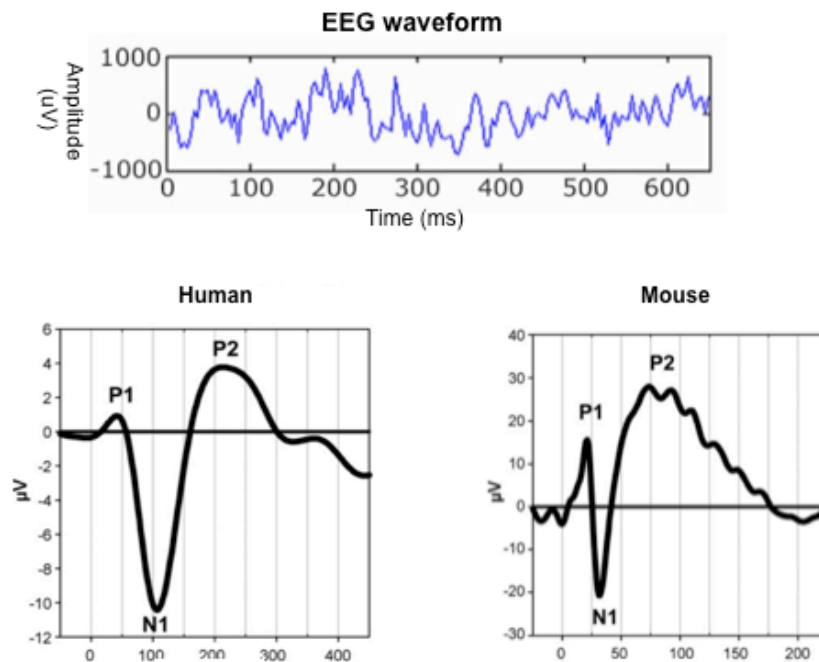 EEG waveform
1000
0
-1000
Amplitude
(uV)
0 100 200 300 400 500 600
Time (ms)
Human
6
4
2
0
-2
-4
-6
-8
-10
-12
µV
P1
P2
N1
0 100 200 300 400
Mouse
40
30
20
10
0
-10
-20
-30
µV
P1
P2
N1
0 50 100 150 200